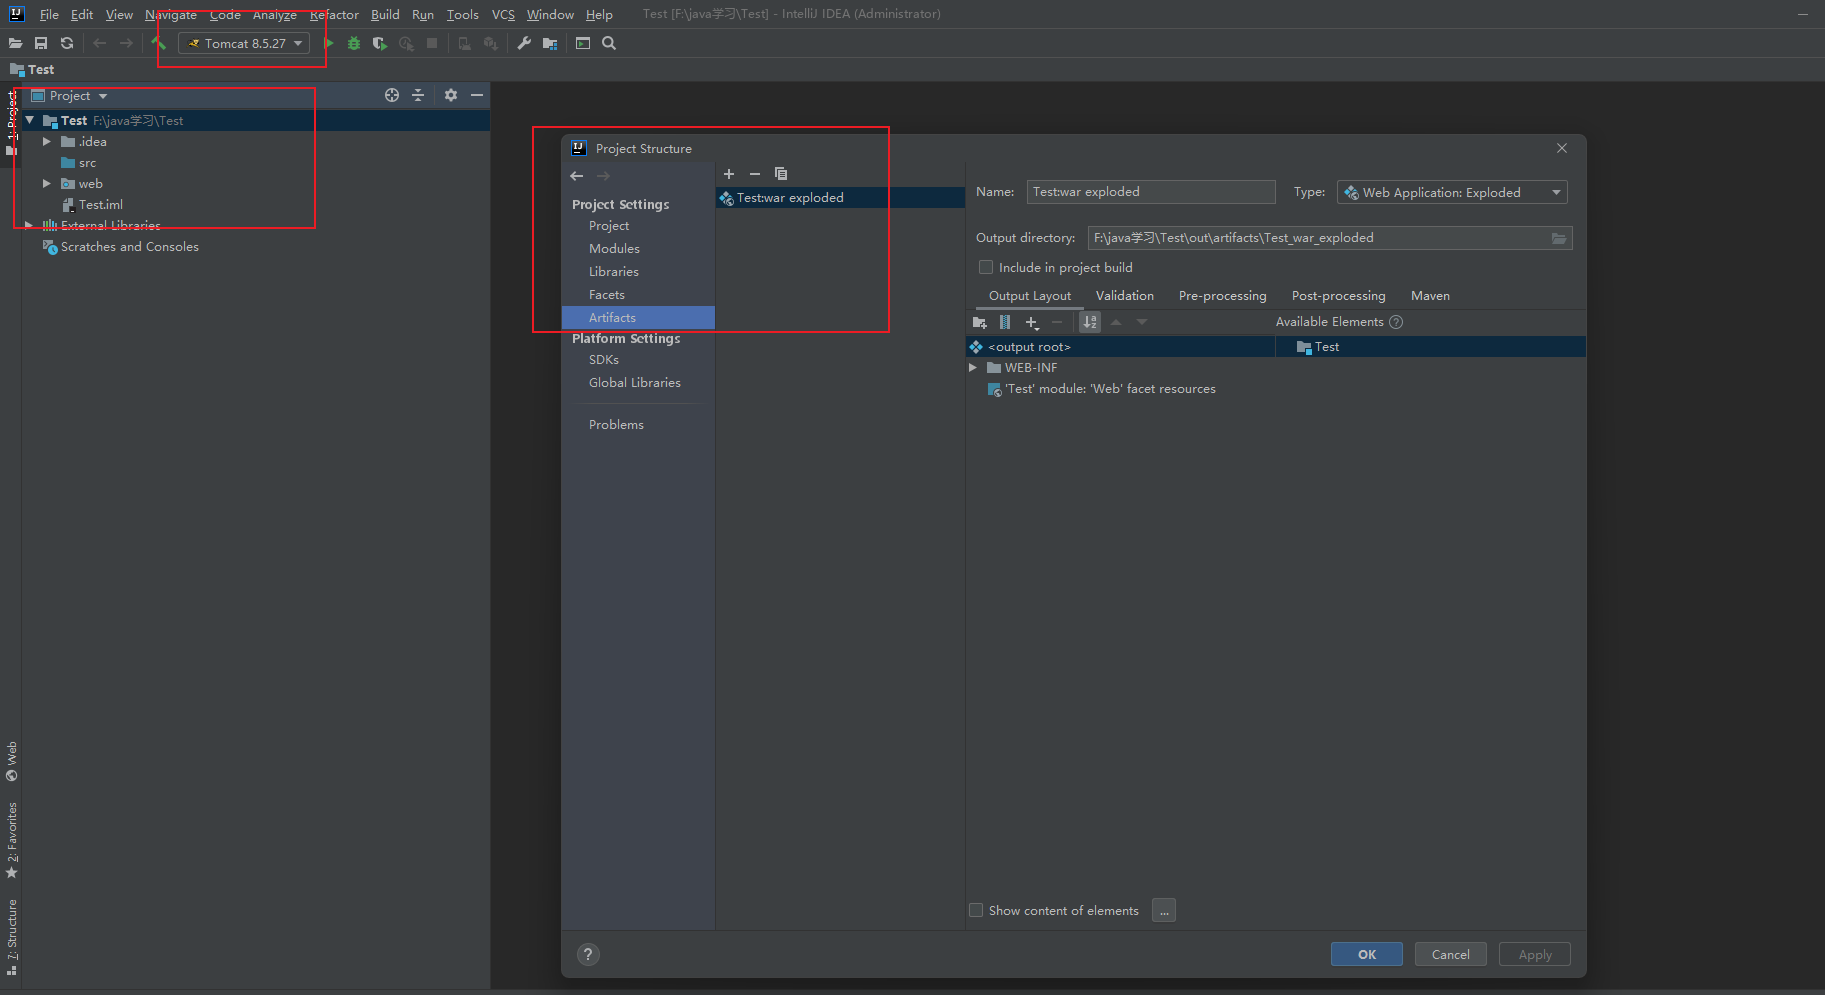 File Edit View Navigate Code Analyze Refactor Build Run Tools VCS Window Help Test [F:\java学习\Test] - IntelliJ IDEA (Administrator)
Tomcat 8.5.27
Test
1: Project
Project
Test F:\java学习\Test
.idea
src
web
Test.iml
External Libraries
Scratches and Consoles
Web
2: Favorites
7: Structure
Project Structure
Project Settings
Project
Modules
Libraries
Facets
Artifacts
Platform Settings
SDKs
Global Libraries
Problems
Test:war exploded
Name: Test:war exploded Type: Web Application: Exploded
Output directory: F:\java学习\Test\out\artifacts\Test_war_exploded
Include in project build
Output Layout Validation Pre-processing Post-processing Maven
Available Elements ?
<output root> Test
WEB-INF
'Test' module: 'Web' facet resources
Show content of elements ...
? OK Cancel Apply